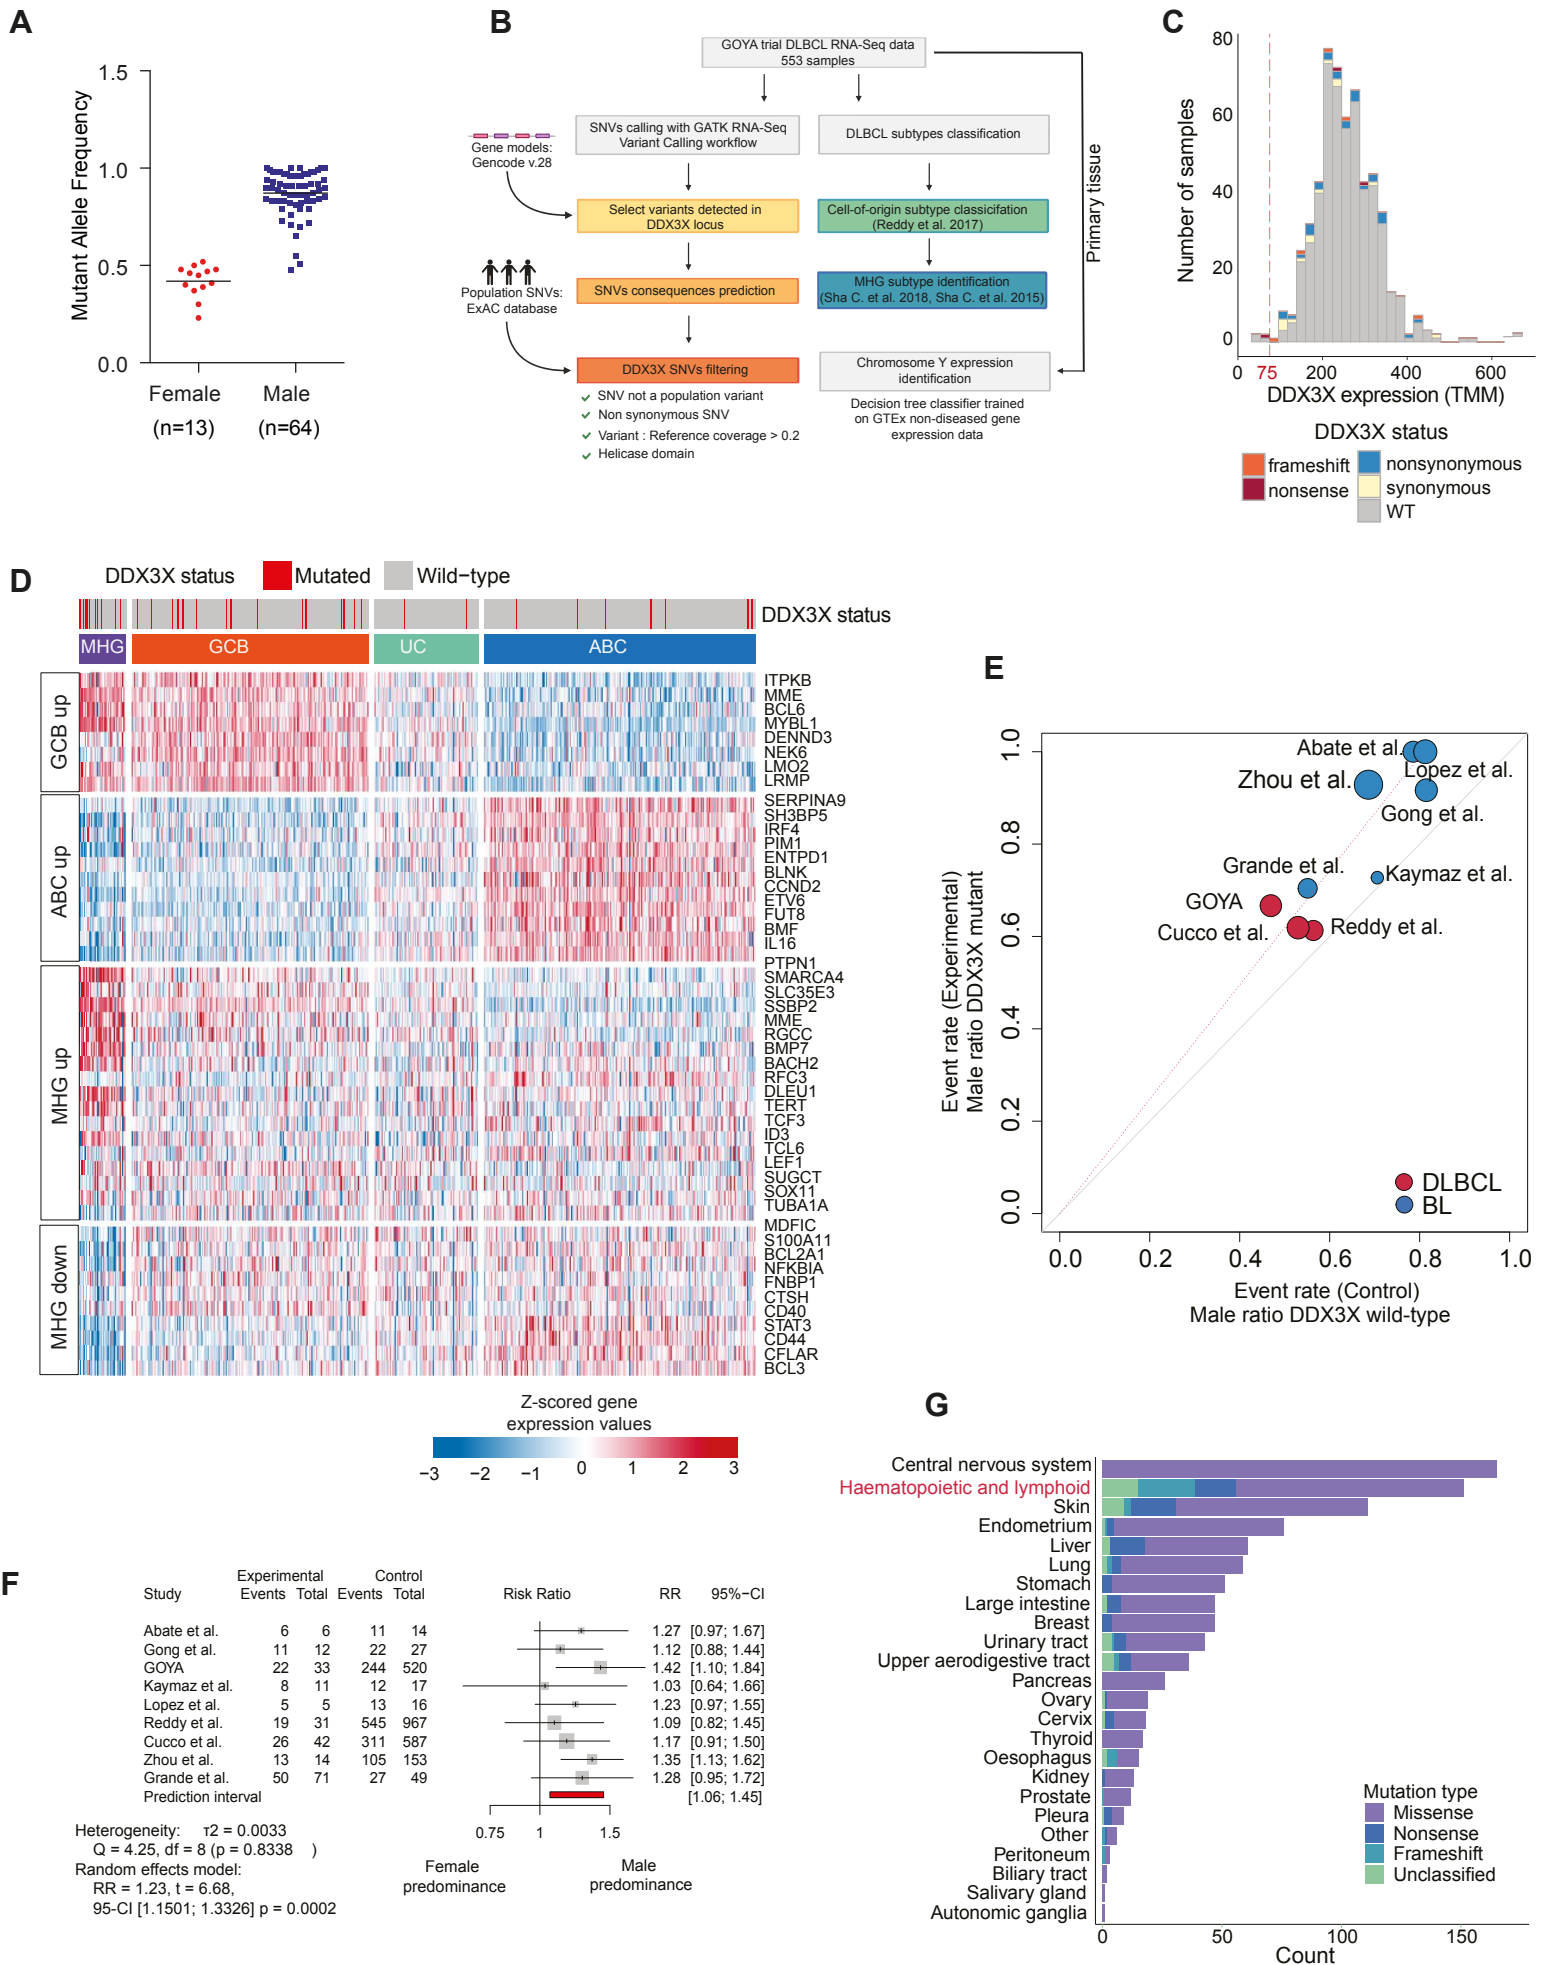 A
1.5
1.0
0.5
0.0
Mutant Allele Frequency
Female
Male
(n=13)
(n=64)
B
GOYA trial DLBCL RNA-Seq data
553 samples
SNVs calling with GATK RNA-Seq
Variant Calling workflow
DLBCL subtypes classification
Gene models:
Gencode v.28
Select variants detected in
DDX3X locus
Cell-of-origin subtype classicifation
(Reddy et al. 2017)
Population SNVs:
ExAC database
SNVs consequences prediction
MHG subtype identification
(Sha C. et al. 2018, Sha C. et al. 2015)
DDX3X SNVs filtering
Chromosome Y expression
identification
SNV not a population variant
Non synonymous SNV
Variant : Reference coverage > 0.2
Helicase domain
Decision tree classifier trained
on GTEx non-diseased gene
expression data
Primary tissue
C
80
60
40
20
0
Number of samples
0 75 200 400 600
DDX3X expression (TMM)
DDX3X status
frameshift
nonsynonymous
nonsense
synonymous
WT
D
DDX3X status Mutated Wild−type
DDX3X status
MHG GCB UC ABC
GCB up
ITPKB
MME
BCL6
MYBL1
DENND3
NEK6
LMO2
LRMP
ABC up
SERPINA9
SH3BP5
IRF4
PIM1
ENTPD1
BLNK
CCND2
ETV6
FUT8
BMF
IL16
MHG up
PTPN1
SMARCA4
SLC35E3
SSBP2
MME
RGCC
BMP7
BACH2
RFC3
DLEU1
TERT
TCF3
ID3
TCL6
LEF1
SUGCT
SOX11
TUBA1A
MHG down
MDFIC
S100A11
BCL2A1
NFKBIA
FNBP1
CTSH
CD40
STAT3
CD44
CFLAR
BCL3
Z-scored gene
expression values
−3 −2 −1 0 1 2 3
E
1.0
0.8
0.6
0.4
0.2
0.0
Event rate (Experimental)
Male ratio DDX3X mutant
Abate et al.
Lopez et al.
Zhou et al.
Gong et al.
Grande et al.
Kaymaz et al.
GOYA
Cucco et al.
Reddy et al.
DLBCL
BL
0.0 0.2 0.4 0.6 0.8 1.0
Event rate (Control)
Male ratio DDX3X wild-type
F
Experimental Control
Study Events Total Events Total Risk Ratio RR 95%−CI
Abate et al. 6 6 11 14 1.27 [0.97; 1.67]
Gong et al. 11 12 22 27 1.12 [0.88; 1.44]
GOYA 22 33 244 520 1.42 [1.10; 1.84]
Kaymaz et al. 8 11 12 17 1.03 [0.64; 1.66]
Lopez et al. 5 5 13 16 1.23 [0.97; 1.55]
Reddy et al. 19 31 545 967 1.09 [0.82; 1.45]
Cucco et al. 26 42 311 587 1.17 [0.91; 1.50]
Zhou et al. 13 14 105 153 1.35 [1.13; 1.62]
Grande et al. 50 71 27 49 1.28 [0.95; 1.72]
Prediction interval [1.06; 1.45]
0.75 1 1.5
Female
predominance
Male
predominance
Heterogeneity: τ2 = 0.0033
Q = 4.25, df = 8 (p = 0.8338 )
Random effects model:
RR = 1.23, t = 6.68,
95-CI [1.1501; 1.3326] p = 0.0002
G
Central nervous system
Haematopoietic and lymphoid
Skin
Endometrium
Liver
Lung
Stomach
Large intestine
Breast
Urinary tract
Upper aerodigestive tract
Pancreas
Ovary
Cervix
Thyroid
Oesophagus
Kidney
Prostate
Pleura
Other
Peritoneum
Biliary tract
Salivary gland
Autonomic ganglia
0 50 100 150
Count
Mutation type
Missense
Nonsense
Frameshift
Unclassified